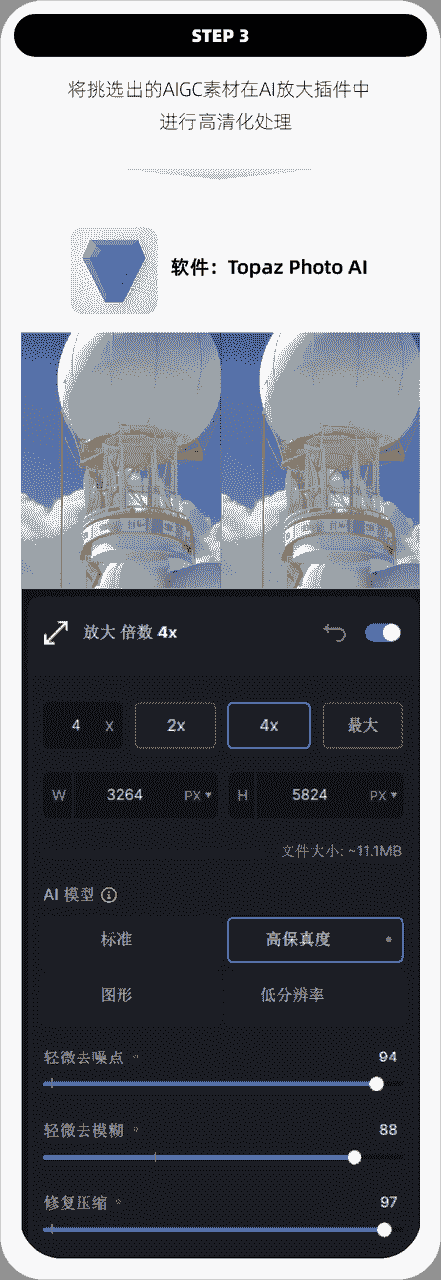 STEP 3
将挑选出的AIGC素材在AI放大插件中
进行高清化处理
软件：Topaz Photo AI
放大 倍数 4x
4 X 2x 4x 最大
W 3264 PX H 5824 PX
文件大小: ~11.1MB
AI 模型
标准 高保真度
图形 低分辨率
轻微去噪点 94
轻微去模糊 88
修复压缩 97